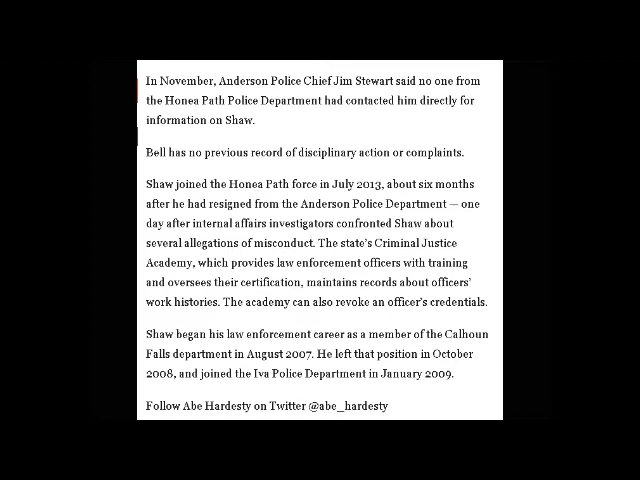 In November, Anderson Police Chief Jim Stewart said no one from
the Honea Path Police Department had contacted him directly for
information on Shaw.
Bell has no previous record of disciplinary action or complaints.
Shaw joined the Honea Path force in July 2013, about six months
after he had resigned from the Anderson Police Department — one
day after internal affairs investigators confronted Shaw about
several allegations of misconduct. The state's Criminal Justice
Academy, which provides law enforcement officers with training
and oversees their certification, maintains records about officers'
work histories. The academy can also revoke an officer's credentials.
Shaw began his law enforcement career as a member of the Calhoun
Falls department in August 2007. He left that position in October
2008, and joined the Iva Police Department in January 2009.
Follow Abe Hardesty on Twitter @abe_hardesty